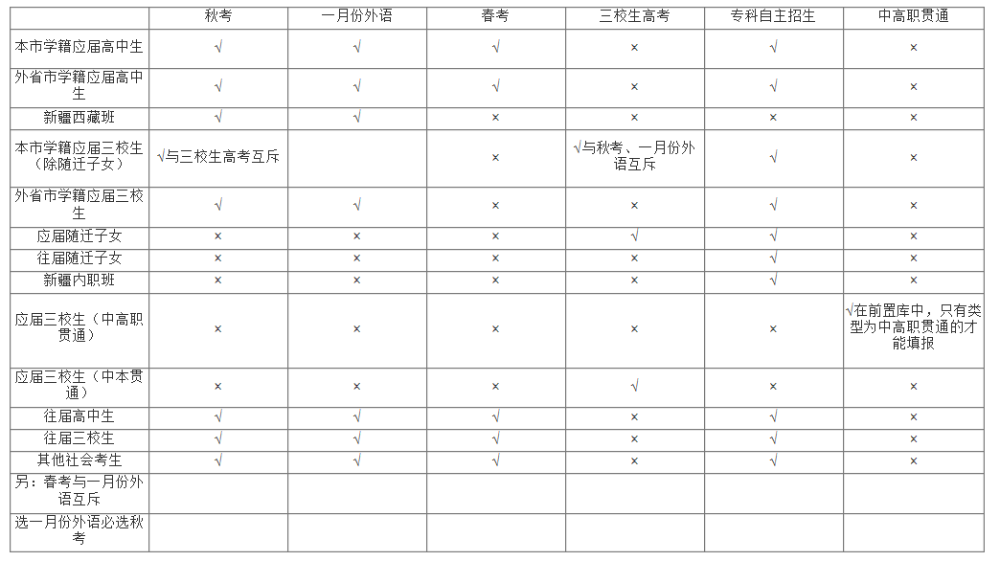 秋考 一月份外语 春考 三校生高考 专科自主招生 中高职贯通
本市学籍应届高中生 √ √ √ × √ ×
外省市学籍应届高中
生 √ √ √ × √ ×
新疆西藏班 √ √ × × × ×
本市学籍应届三校生
（除随迁子女） √与三校生高考互斥 × √与秋考、一月份外
语互斥 √ ×
外省市学籍应届三校
生 √ √ × × √ ×
应届随迁子女 × × × √ √ ×
往届随迁子女 × × × × √ ×
新疆内职班 × × × × √ ×
应届三校生（中高职
贯通） × × × × × √在前置库中，只有类
型为中高职贯通的才
能填报
应届三校生（中本贯
通） × × × √ × ×
往届高中生 √ √ √ × √ ×
往届三校生 √ √ √ × √ ×
其他社会考生 √ √ √ × √ ×
另：春考与一月份外
语互斥
选一月份外语必选秋
考